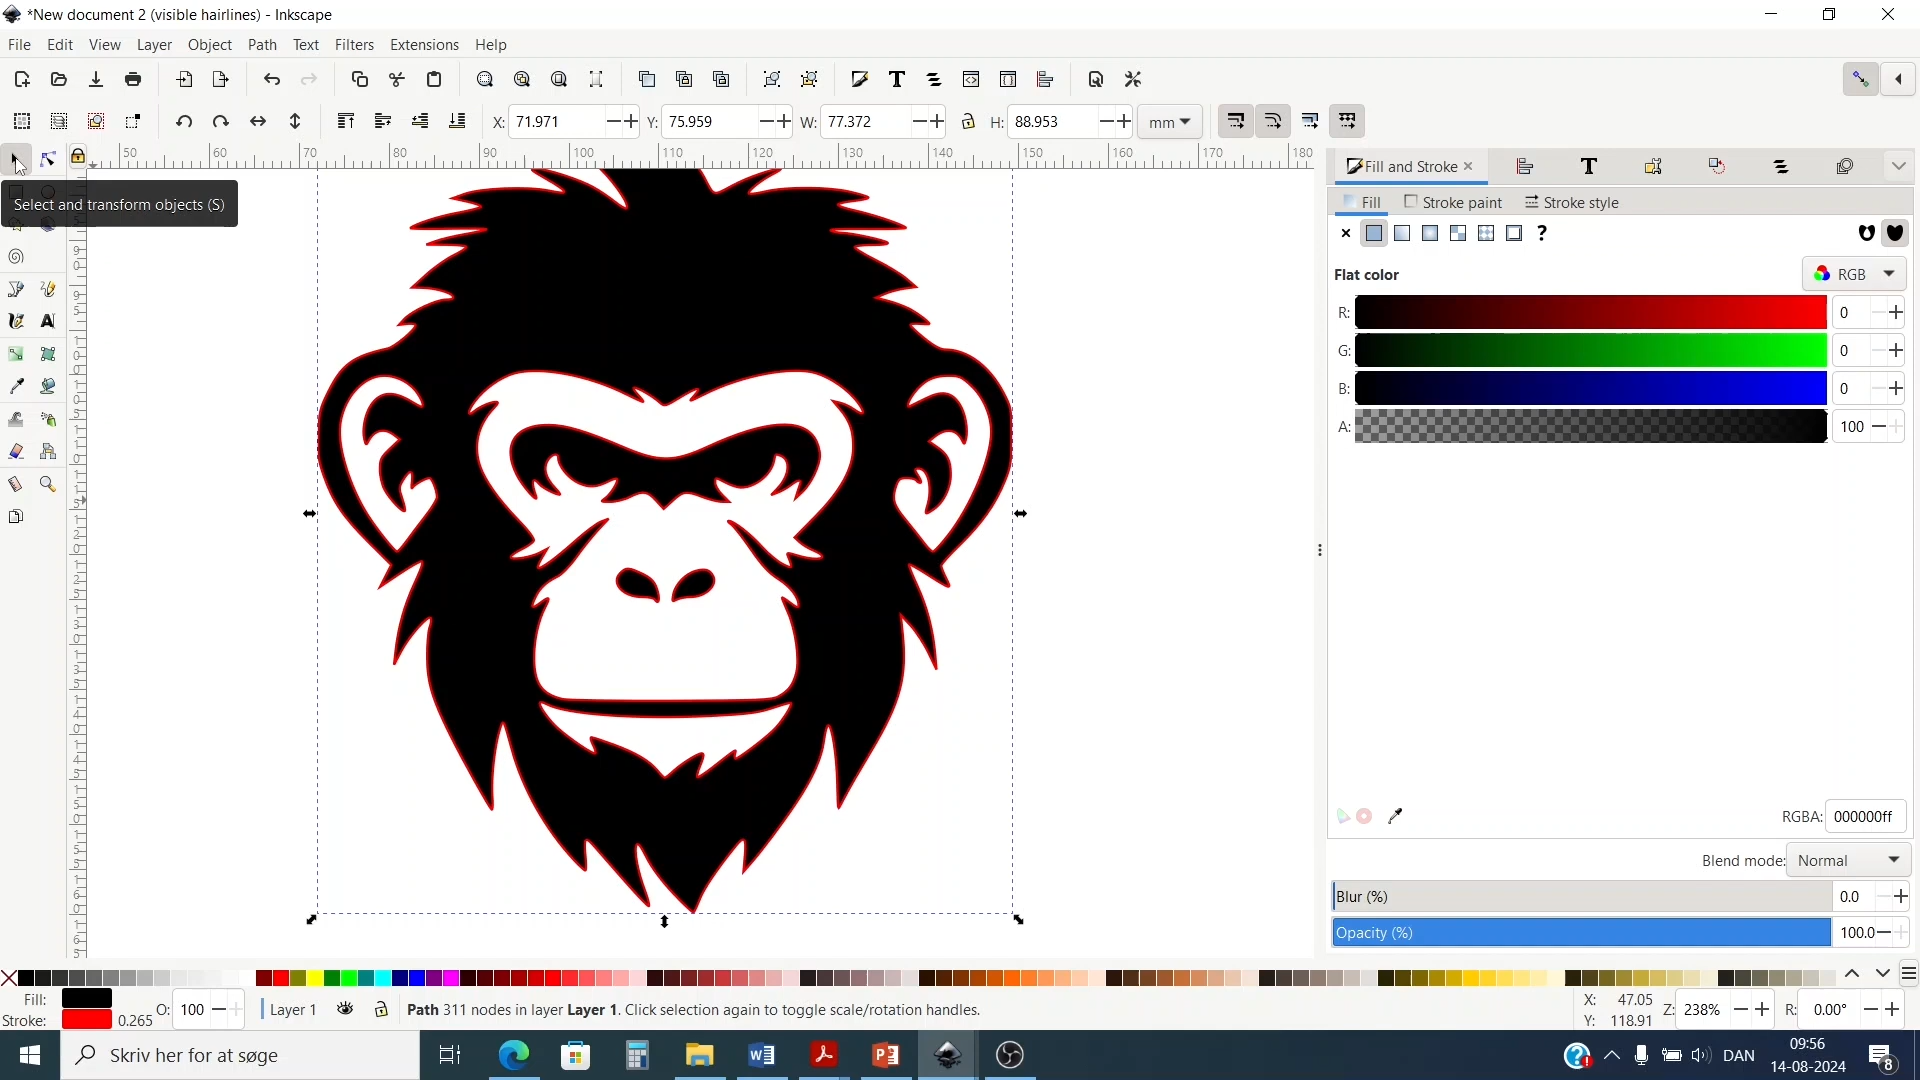 *New document 2 (visible hairlines) - Inkscape
File Edit View Layer Object Path Text Filters Extensions Help
X: 71.971 Y: 75.959 W: 77.372 H: 88.953 mm
50 60 70 80 90 100 110 120 130 140 150 160 170 180
Select and transform objects (S)
Fill and Stroke
Fill Stroke paint Stroke style
Flat color RGB
R: 0
G: 0
B: 0
A: 100
RGBA: 000000ff
Blend mode: Normal
Blur (%) 0.0
Opacity (%) 100.0
Fill: O: 100 Layer 1 Path 311 nodes in layer Layer 1. Click selection again to toggle scale/rotation handles. X: 47.05 Z: 238% R: 0.00°
Stroke: 0.265 Y: 118.91
Skriv her for at søge
DAN
09:56
14-08-2024
8